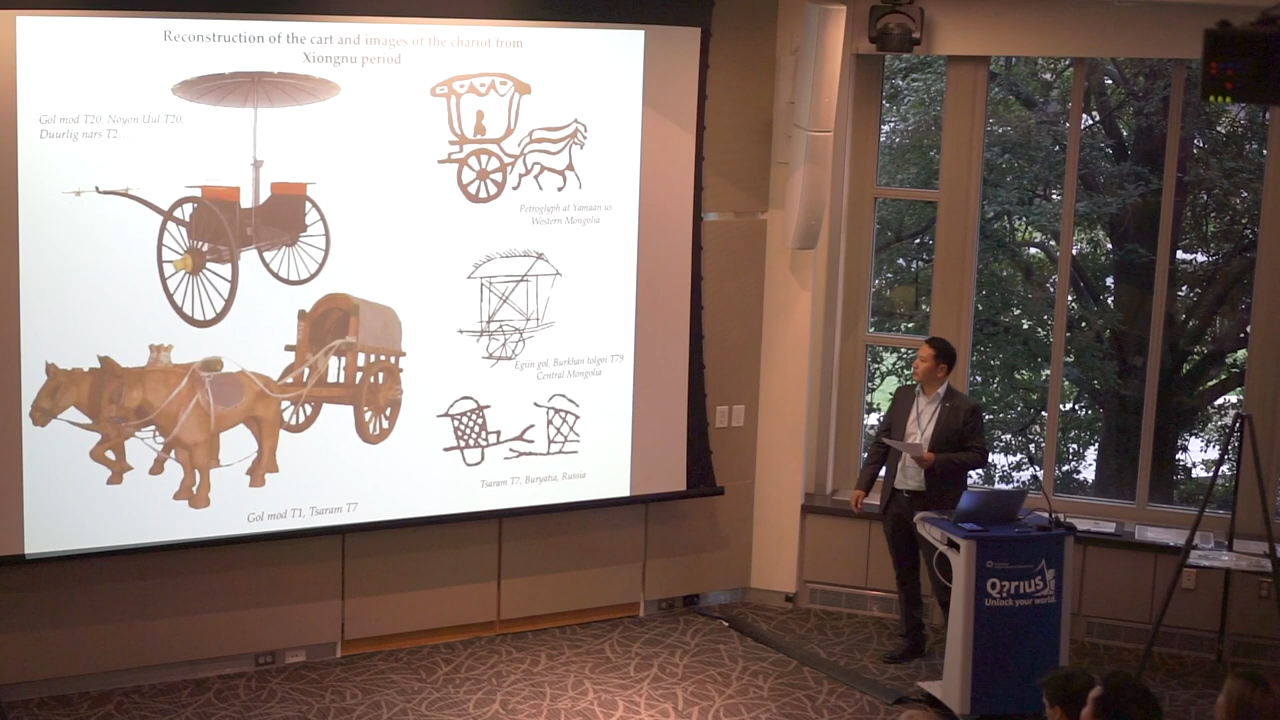 Reconstruction of the cart and images of the chariot from
Xiongnu period
Gol mod T20, Noyon Uul T20,
Duurlig nars T2...
Petroglyph at Yamaan us
Western Mongolia
Egiin gol, Burkhan tolgoi T79
Central Mongolia
Tsaram T7, Buryatia, Russia
Gol mod T1, Tsaram T7
Q?rius
Unlock your world.